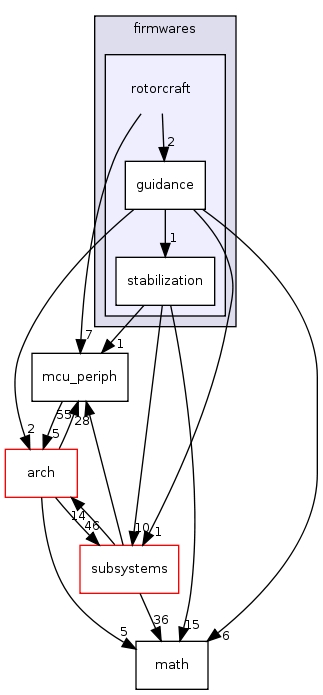 firmwares
rotorcraft
2
guidance
1
stabilization
7
1
mcu_periph
2
55
5
28
arch
14
46
10
1
subsystems
5
36
15
6
math